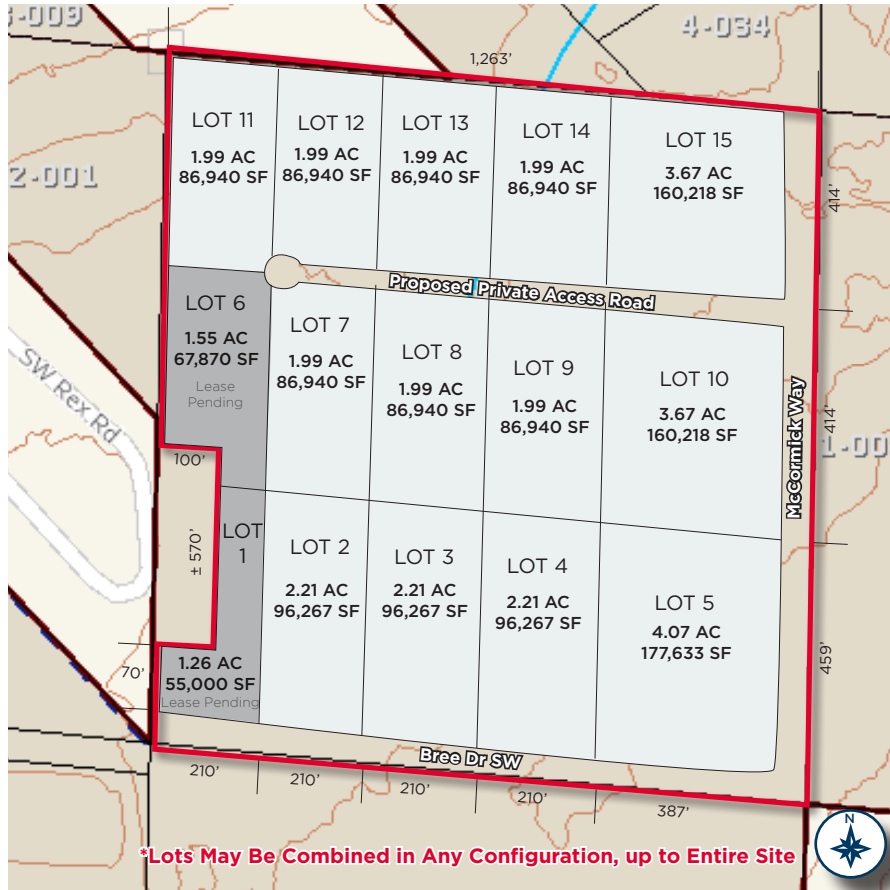 3-009
4-034
1,263’
LOT 11
1.99 AC
86,940 SF
LOT 12
1.99 AC
86,940 SF
LOT 13
1.99 AC
86,940 SF
LOT 14
1.99 AC
86,940 SF
LOT 15
3.67 AC
160,218 SF
2-001
414’
Proposed Private Access Road
LOT 6
1.55 AC
67,870 SF
Lease
Pending
LOT 7
1.99 AC
86,940 SF
LOT 8
1.99 AC
86,940 SF
LOT 9
1.99 AC
86,940 SF
LOT 10
3.67 AC
160,218 SF
SW Rex Rd
McCormick Way
414’
1-00
100’
± 570’
LOT
1
1.26 AC
55,000 SF
Lease Pending
LOT 2
2.21 AC
96,267 SF
LOT 3
2.21 AC
96,267 SF
LOT 4
2.21 AC
96,267 SF
LOT 5
4.07 AC
177,633 SF
459’
70’
Bree Dr SW
210’
210’
210’
210’
387’
*Lots May Be Combined in Any Configuration, up to Entire Site
N